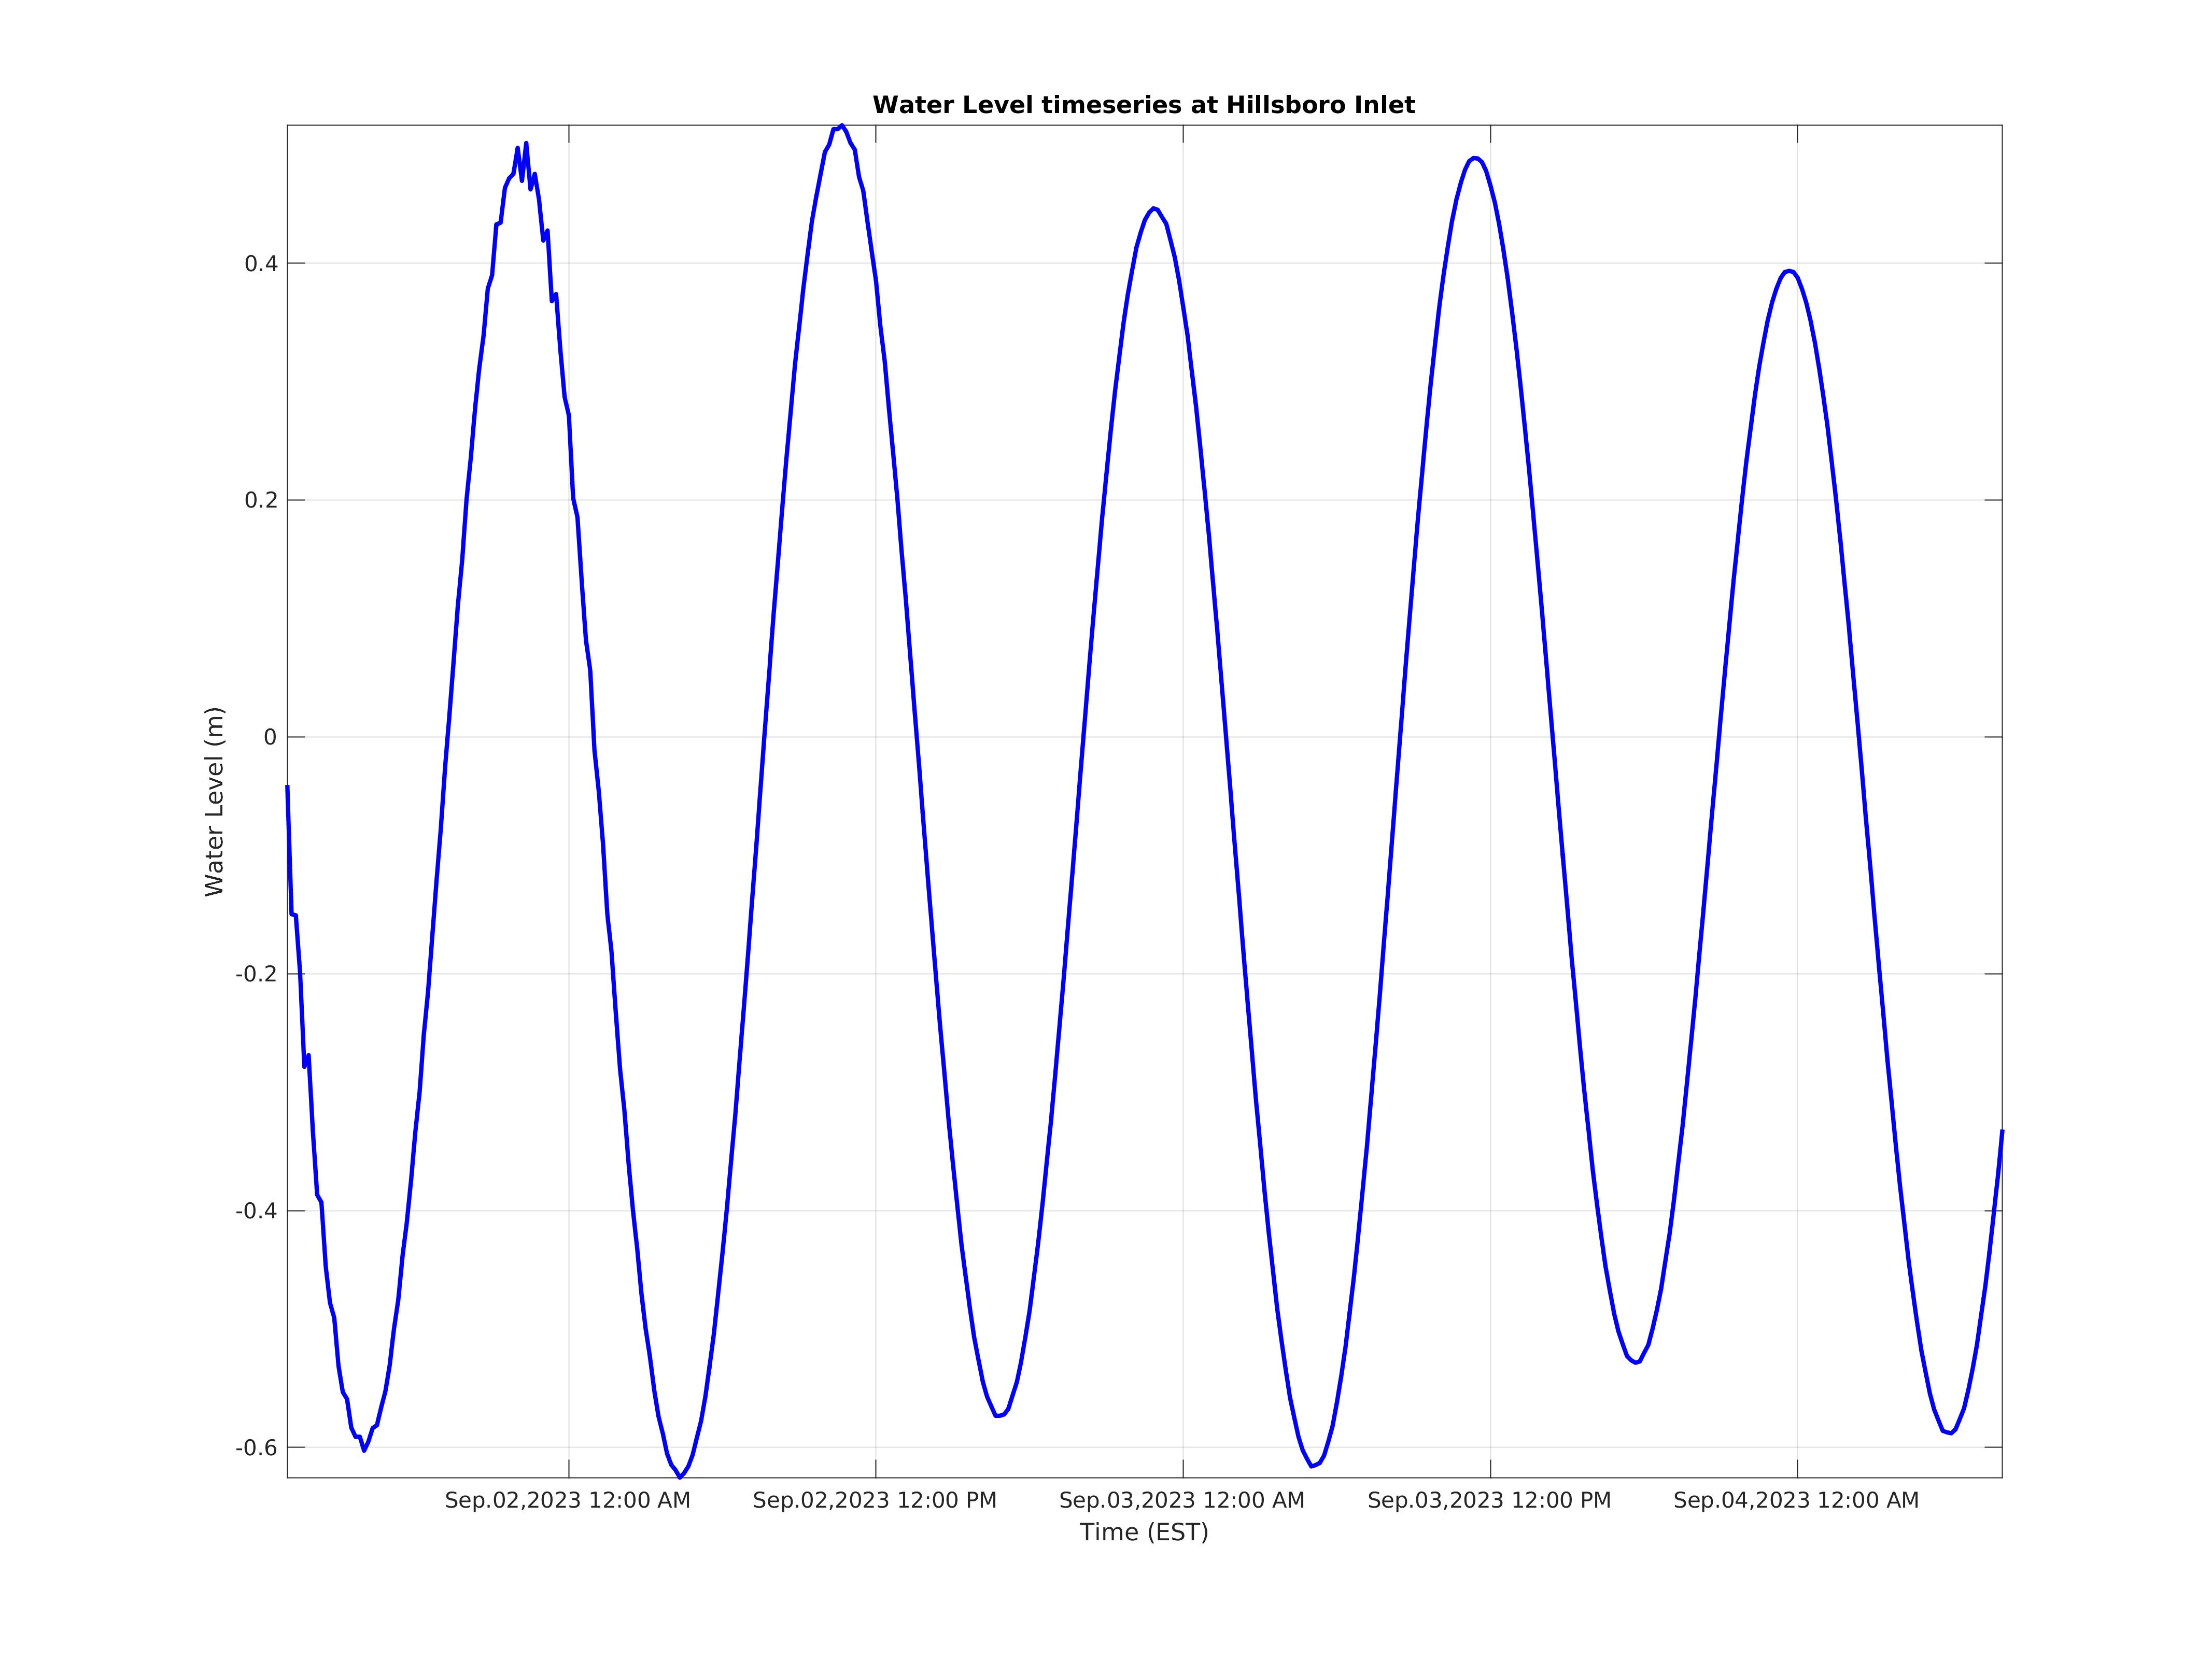 Water Level timeseries at Hillsboro Inlet
0.4
0.2
0
-0.2
-0.4
-0.6
Water Level (m)
Sep.02,2023 12:00 AM
Sep.02,2023 12:00 PM
Sep.03,2023 12:00 AM
Sep.03,2023 12:00 PM
Sep.04,2023 12:00 AM
Time (EST)